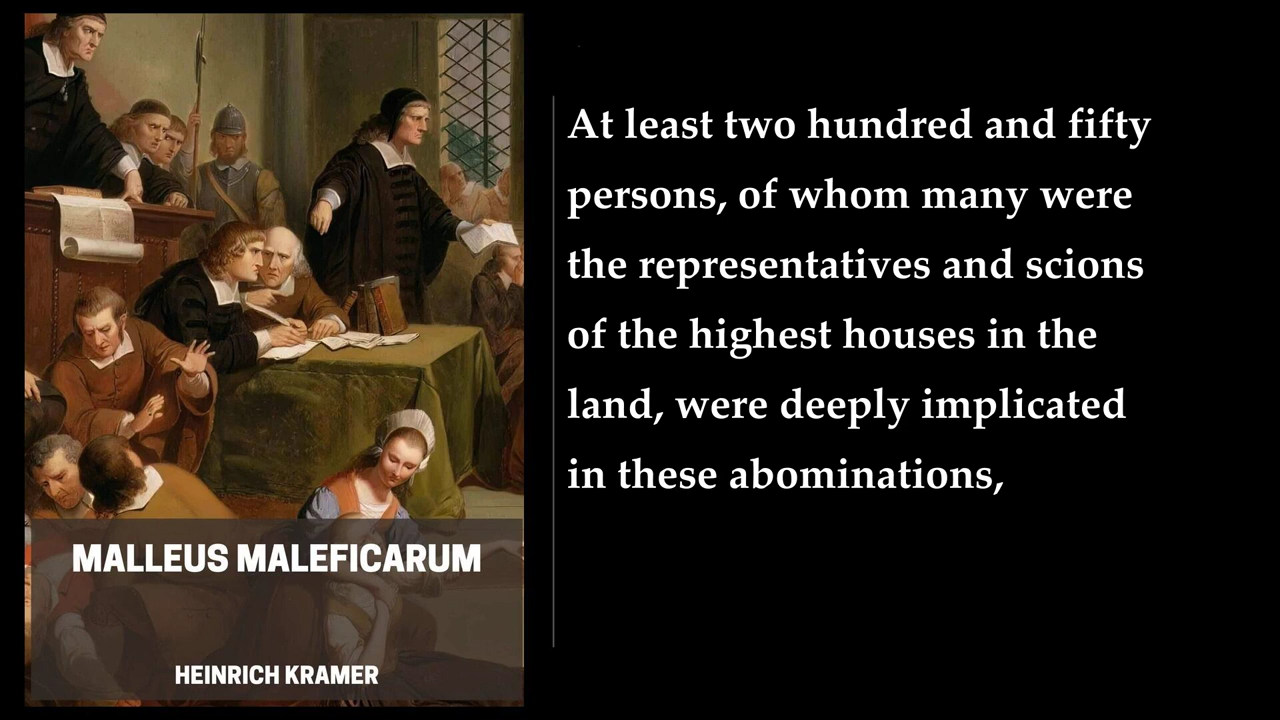 At least two hundred and fifty
persons, of whom many were
the representatives and scions
of the highest houses in the
land, were deeply implicated
in these abominations,
MALLEUS MALEFICARUM
HEINRICH KRAMER